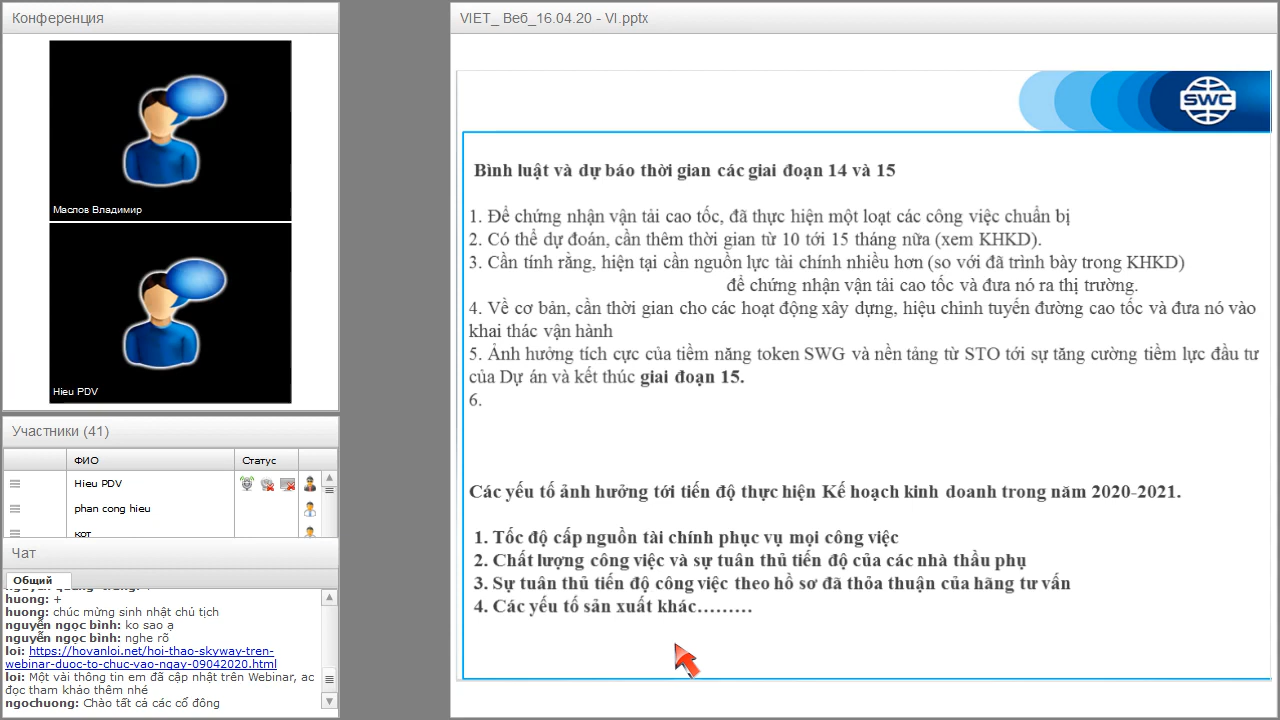 Конференция
Маслов Владимир
Hieu PDV
Участники (41)
ФИО
Статус
Hieu PDV
phan cong hieu
кот
Чат
Общий
huong: +
huong: chúc mừng sinh nhật chủ tịch
nguyễn ngọc bình: ko sao ạ
nguyễn ngọc bình: nghe rõ
loi: https://hovanloi.net/hoi-thao-skyway-tren-
webinar-duoc-to-chuc-vao-ngay-09042020.html
loi: Một vài thông tin em đã cập nhật trên Webinar, ac
đọc tham khảo thêm nhé
ngochuong: Chào tất cả các cổ đông
VIET_ Веб_16.04.20 - VI.pptx
SWC
Bình luật và dự báo thời gian các giai đoạn 14 và 15
1. Để chứng nhận vận tải cao tốc, đã thực hiện một loạt các công việc chuẩn bị
2. Có thể dự đoán, cần thêm thời gian từ 10 tới 15 tháng nữa (xem KHKD).
3. Cần tính rằng, hiện tại cần nguồn lực tài chính nhiều hơn (so với đã trình bày trong KHKD)
để chứng nhận vận tải cao tốc và đưa nó ra thị trường.
4. Về cơ bản, cần thời gian cho các hoạt động xây dựng, hiệu chỉnh tuyến đường cao tốc và đưa nó vào
khai thác vận hành
5. Ảnh hưởng tích cực của tiềm năng token SWG và nền tảng từ STO tới sự tăng cường tiềm lực đầu tư
của Dự án và kết thúc giai đoạn 15.
6.
Các yếu tố ảnh hưởng tới tiến độ thực hiện Kế hoạch kinh doanh trong năm 2020-2021.
1. Tốc độ cấp nguồn tài chính phục vụ mọi công việc
2. Chất lượng công việc và sự tuân thủ tiến độ của các nhà thầu phụ
3. Sự tuân thủ tiến độ công việc theo hồ sơ đã thỏa thuận của hãng tư vấn
4. Các yếu tố sản xuất khác………